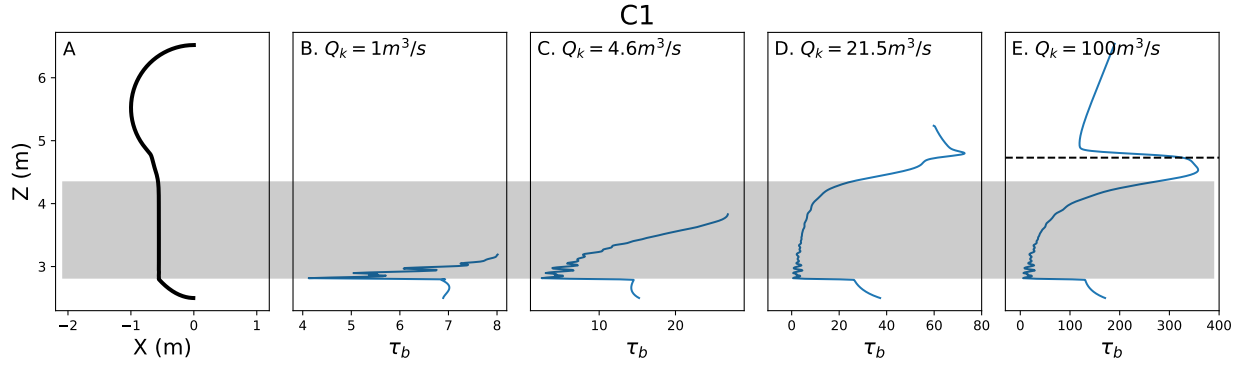 C1
A
B. Q_k = 1m^3/s
C. Q_k = 4.6m^3/s
D. Q_k = 21.5m^3/s
E. Q_k = 100m^3/s
Z (m)
6
5
4
3
−2 −1 0 1
4 5 6 7 8
10 20
0 20 40 60 80
0 100 200 300 400
X (m)
τ_b
τ_b
τ_b
τ_b